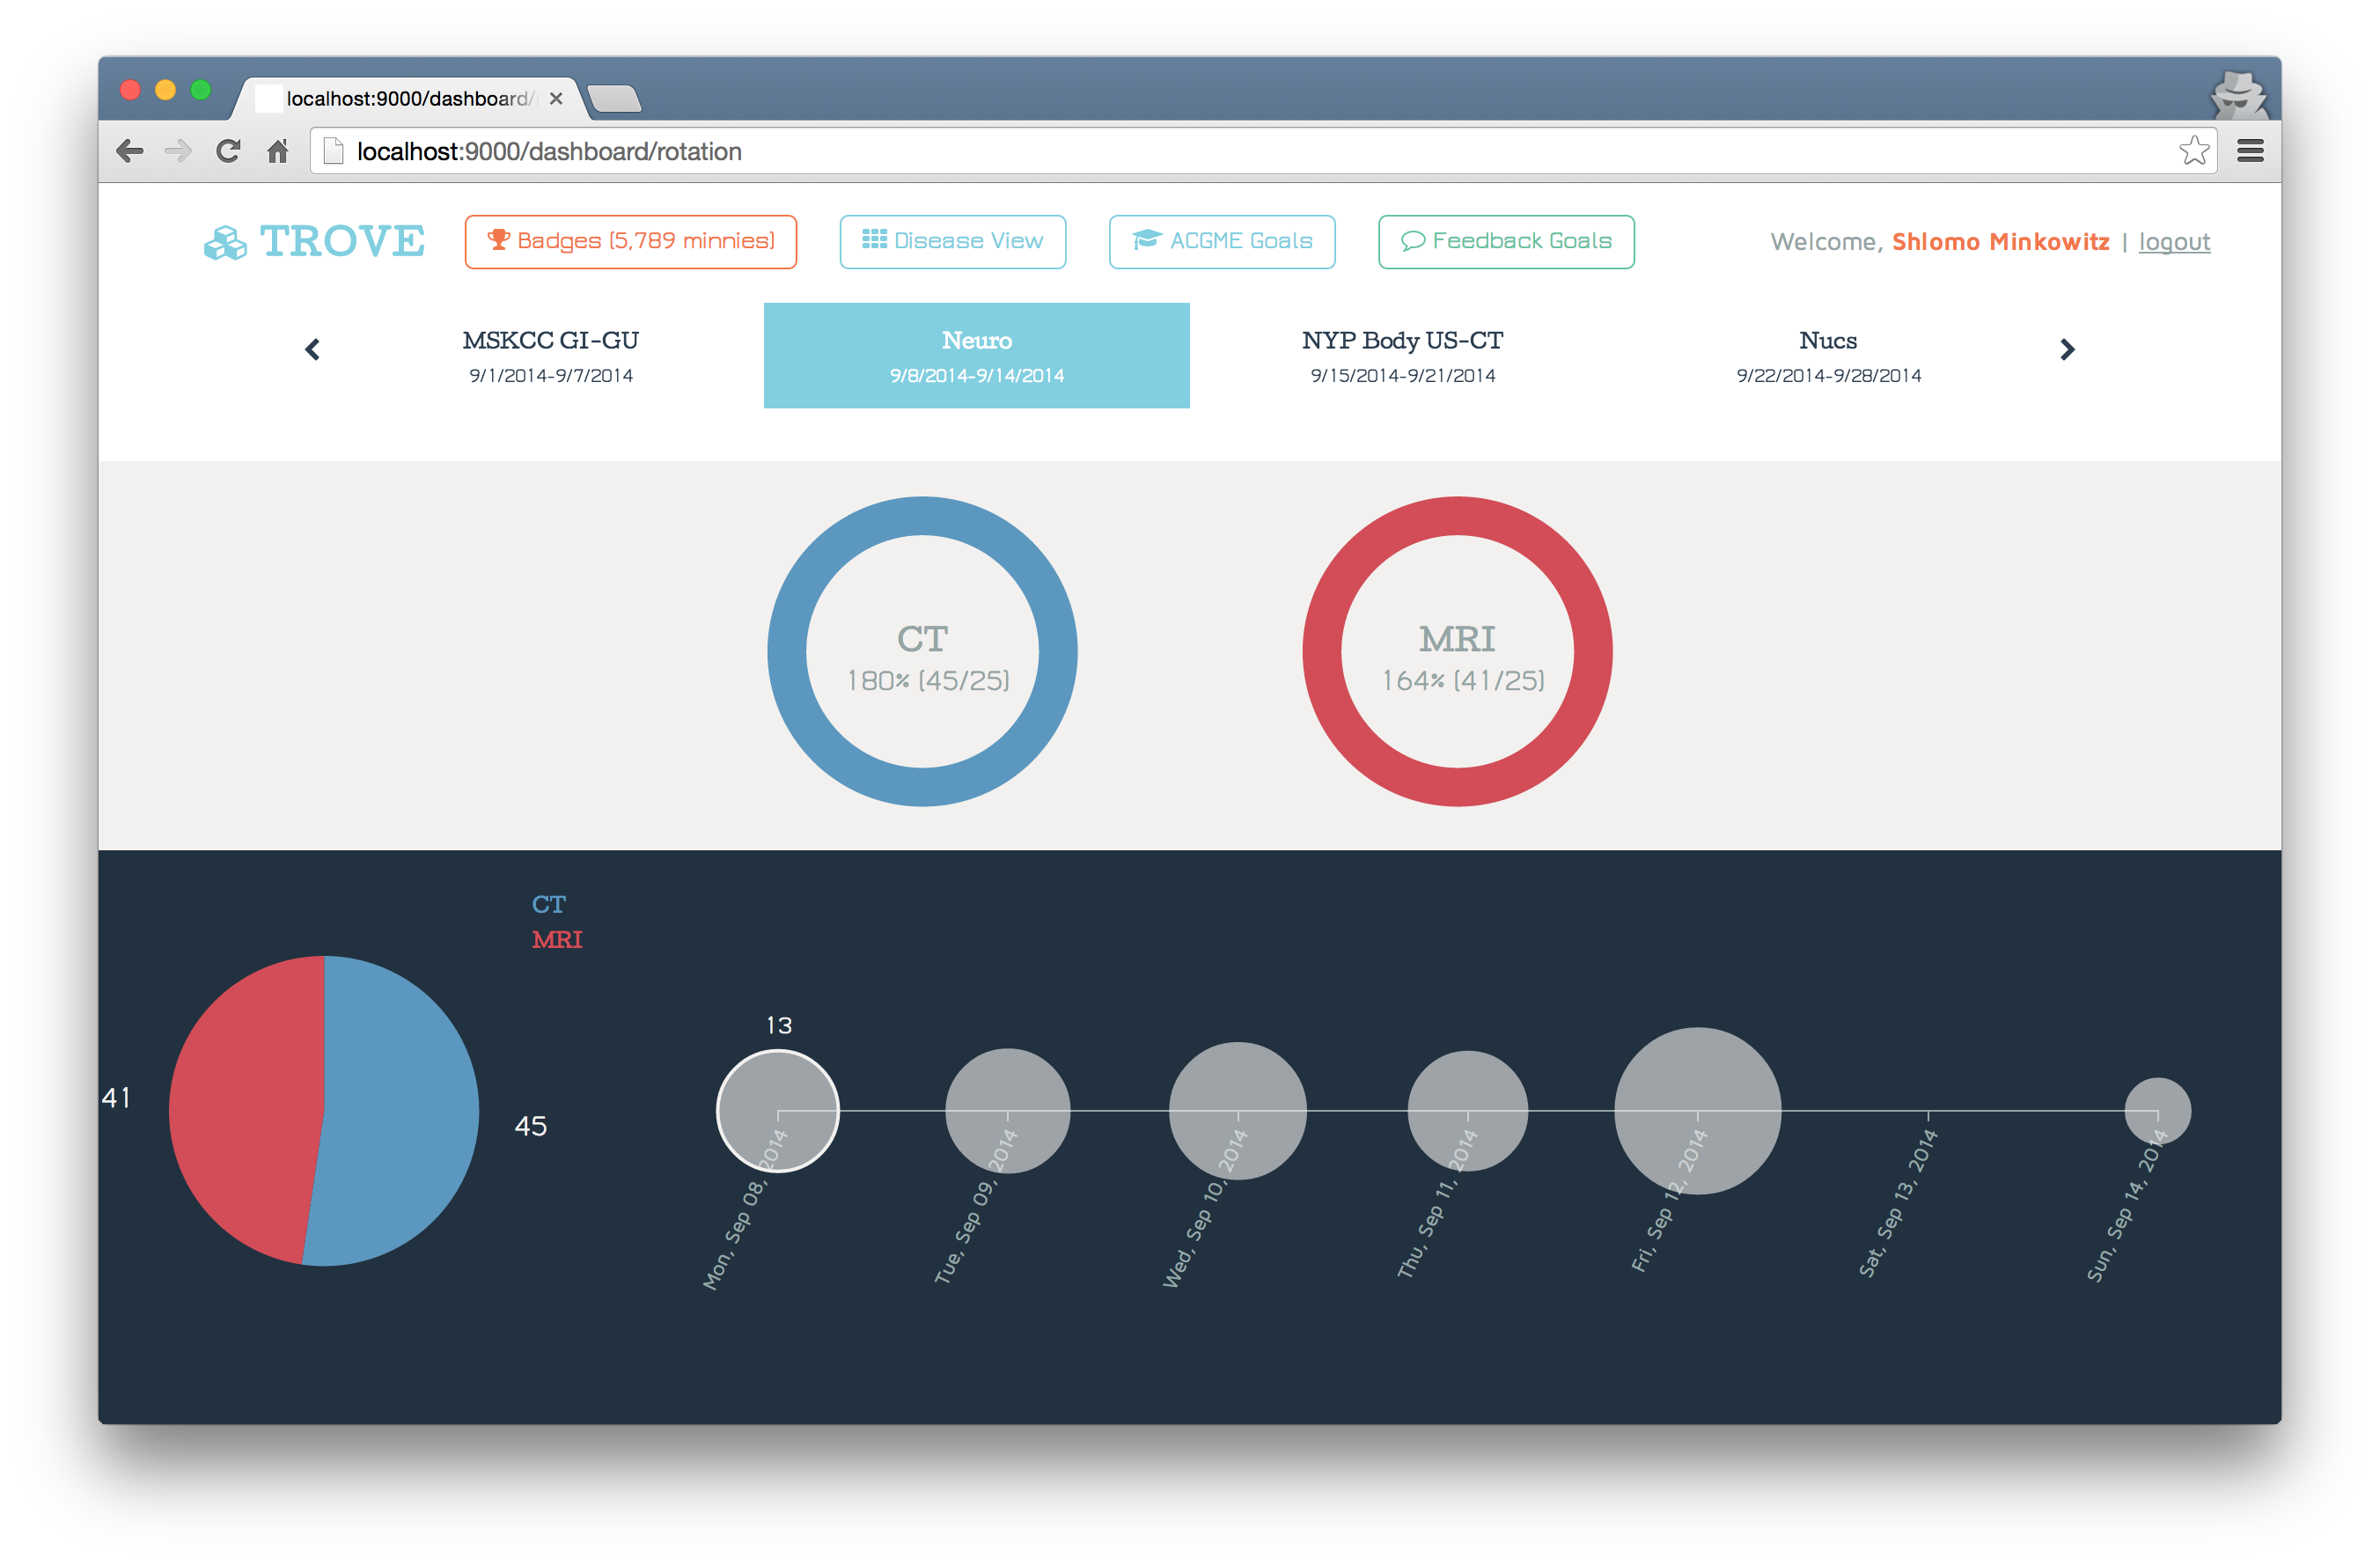 localhost:9000/dashboard/
localhost:9000/dashboard/rotation
TROVE
Badges (5,789 minnies)
Disease View
ACGME Goals
Feedback Goals
Welcome, Shlomo Minkowitz | logout
MSKCC GI-GU
9/1/2014-9/7/2014
Neuro
9/8/2014-9/14/2014
NYP Body US-CT
9/15/2014-9/21/2014
Nucs
9/22/2014-9/28/2014
CT
180% (45/25)
MRI
164% (41/25)
CT
MRI
41
45
13
Mon, Sep 08, 2014
Tue, Sep 09, 2014
Wed, Sep 10, 2014
Thu, Sep 11, 2014
Fri, Sep 12, 2014
Sat, Sep 13, 2014
Sun, Sep 14, 2014